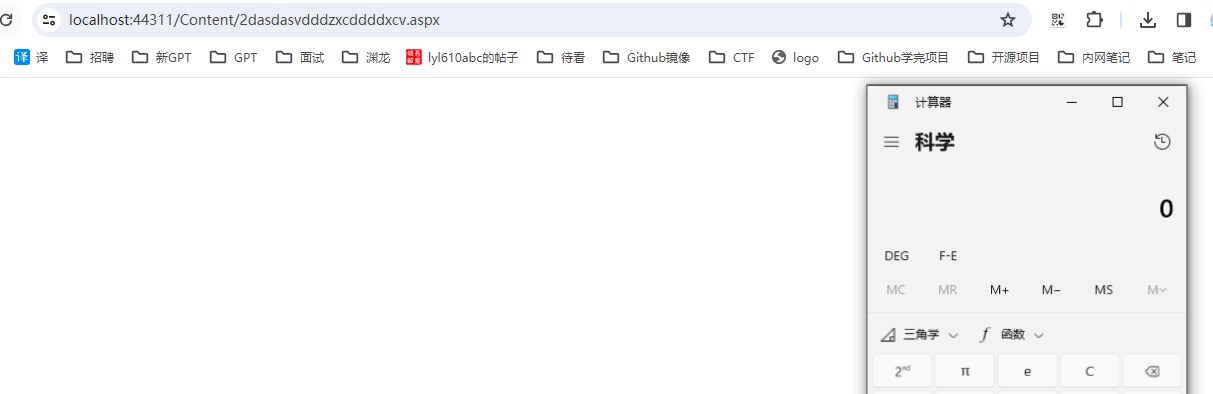 localhost:44311/Content/2dasdasvdddzxcddddxcv.aspx
译 译 招聘 新GPT GPT 面试 渊龙 lyl610abc的帖子 待看 Github镜像 CTF logo Github学完项目 开源项目 内网笔记 笔记
计算器
科学
0
DEG F-E
MC MR M+ M− MS M
三角学 f 函数
2nd π e C